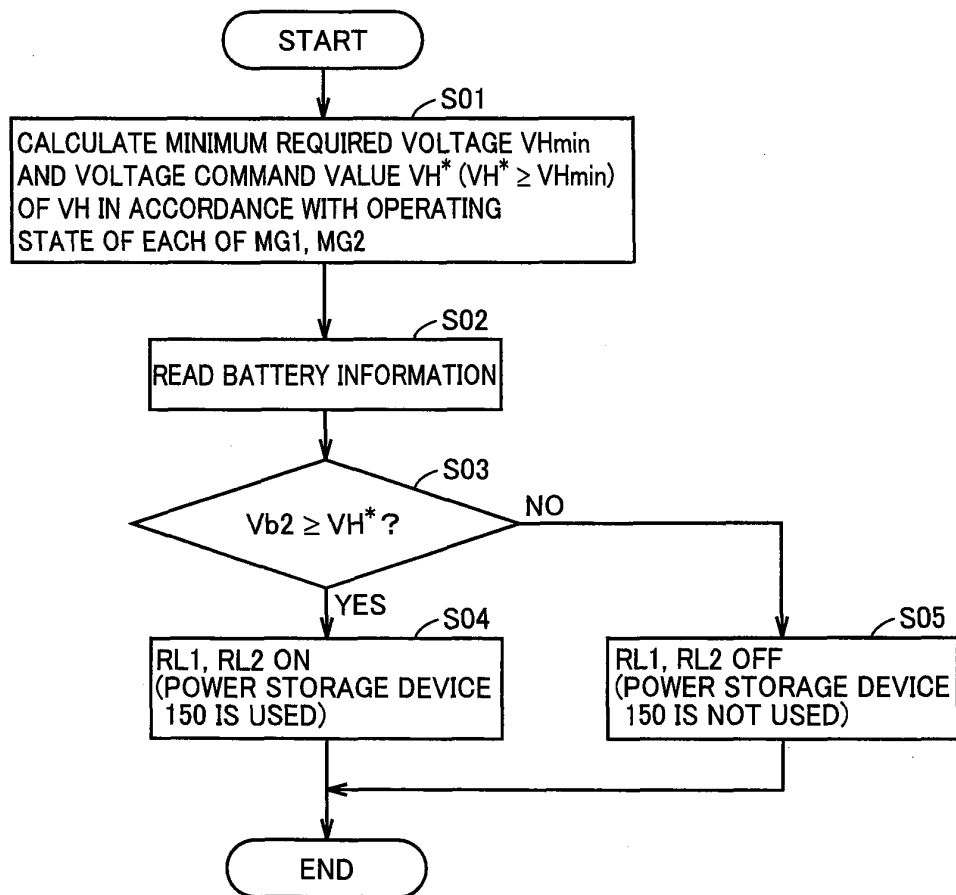 START
S01
CALCULATE MINIMUM REQUIRED VOLTAGE VHmin
AND VOLTAGE COMMAND VALUE VH* (VH* ≥ VHmin)
OF VH IN ACCORDANCE WITH OPERATING
STATE OF EACH OF MG1, MG2
S02
READ BATTERY INFORMATION
S03
Vb2 ≥ VH* ?
NO
YES
S04
RL1, RL2 ON
(POWER STORAGE DEVICE
150 IS USED)
S05
RL1, RL2 OFF
(POWER STORAGE DEVICE
150 IS NOT USED)
END